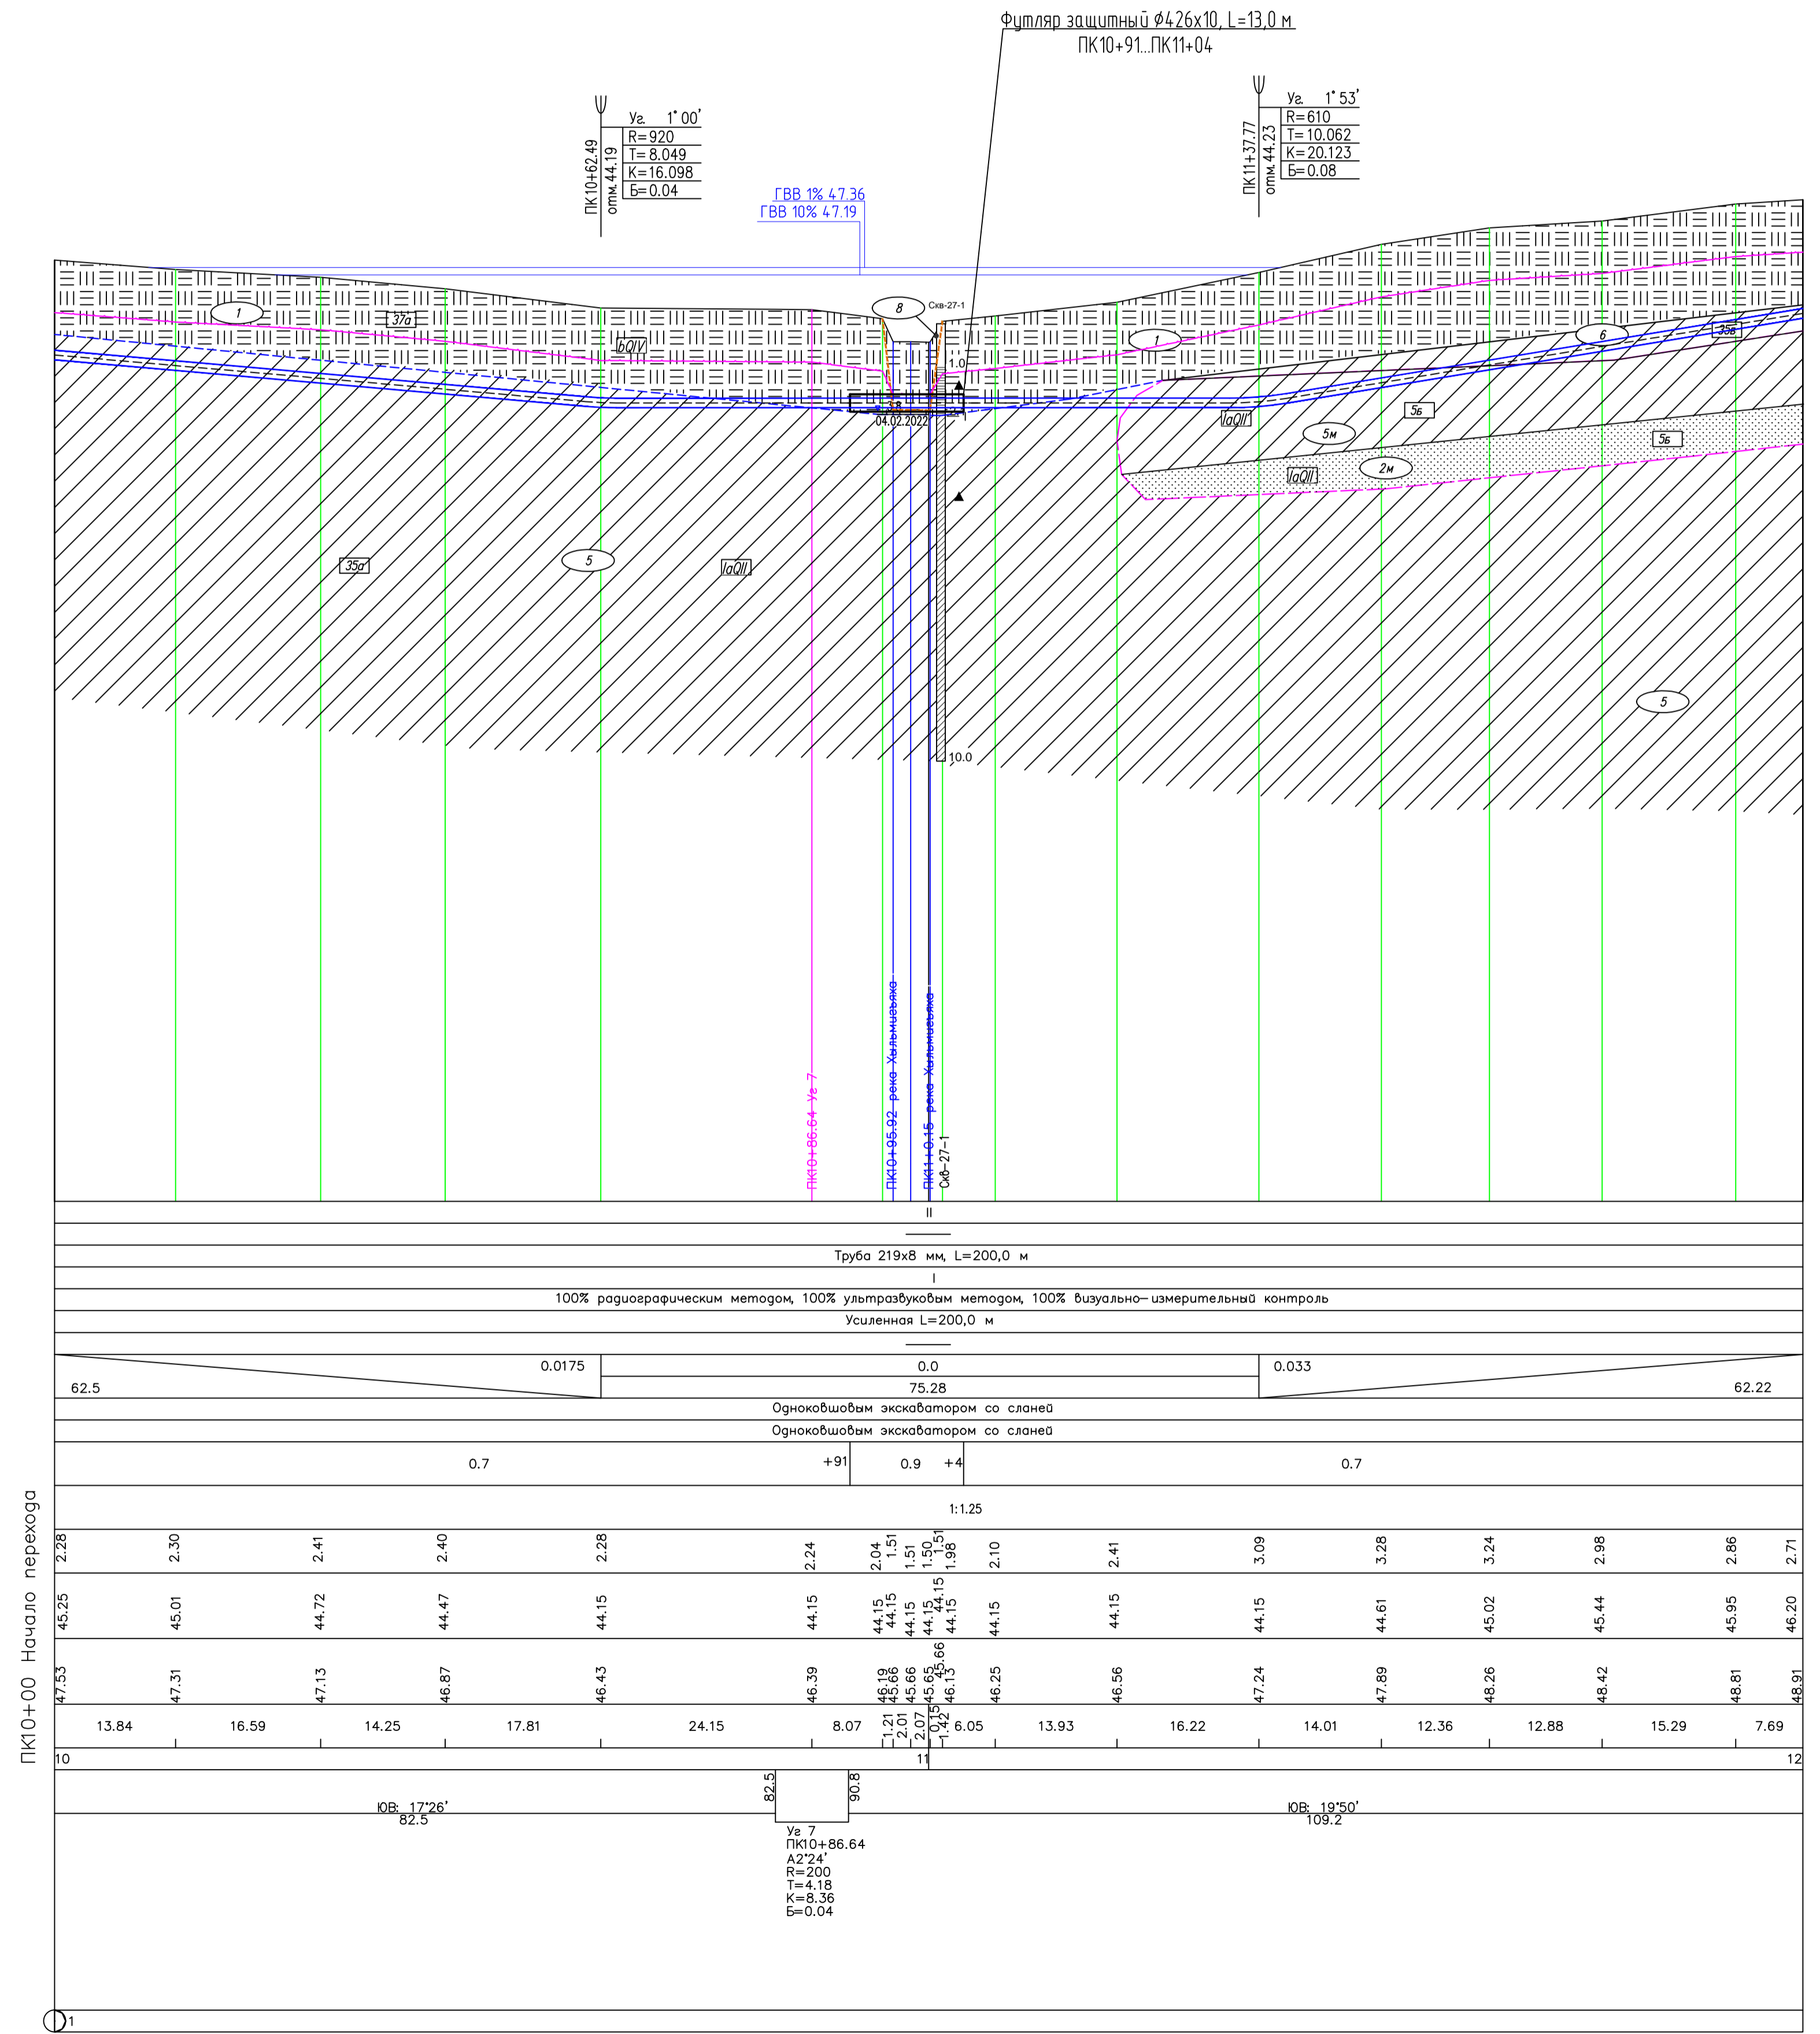 Футляр защитный Ø426х10, L=13,0 м
ПК10+91...ПК11+04
ПК10+62.49
отм.44.19
Уг. 1°00'
R=920
T=8.049
К=16.098
Б=0.04
ПК11+37.77
отм.44.23
Уг. 1°53'
R=610
T=10.062
К=20.123
Б=0.08
ГВВ 1% 47.36
ГВВ 10% 47.19
8
Скв-27-1
1
37а
bQIV
1
6
35в
1.0
3.8
04.02.2022
laQII
5б
5м
5б
laQII
2м
35а
5
laQII
5
10.0
ПК10+86.64 Уг 7
ПК10+95.92 река Хыльмигъяха
ПК11+0.15 река Хыльмигъяха
Скв-27-1
II
Труба 219х8 мм, L=200,0 м
I
100% радиографическим методом, 100% ультразвуковым методом, 100% визуально-измерительный контроль
Усиленная L=200,0 м
0.0175 0.0 0.033
62.5 75.28 62.22
Одноковшовым экскаватором со сланей
Одноковшовым экскаватором со сланей
0.7 +91 0.9 +4 0.7
1:1.25
ПК10+00 Начало перехода
2.28 2.30 2.41 2.40 2.28 2.24 2.04 1.51 1.51 1.50 1.51 1.98 2.10 2.41 3.09 3.28 3.24 2.98 2.86 2.71
45.25 45.01 44.72 44.47 44.15 44.15 44.15 44.15 44.15 44.15 44.15 44.15 44.15 44.15 44.15 44.61 45.02 45.44 45.95 46.20
47.53 47.31 47.13 46.87 46.43 46.39 46.19 45.66 45.66 45.65 45.66 46.13 46.25 46.56 47.24 47.89 48.26 48.42 48.81 48.91
13.84 16.59 14.25 17.81 24.15 8.07 1.21 2.01 2.07 0.15 1.42 6.05 13.93 16.22 14.01 12.36 12.88 15.29 7.69
10 11 12
82.5 90.8
ЮВ: 17°26' ЮВ: 19°50'
82.5 109.2
Уг 7
ПК10+86.64
А2°24'
R=200
T=4.18
К=8.36
Б=0.04
1